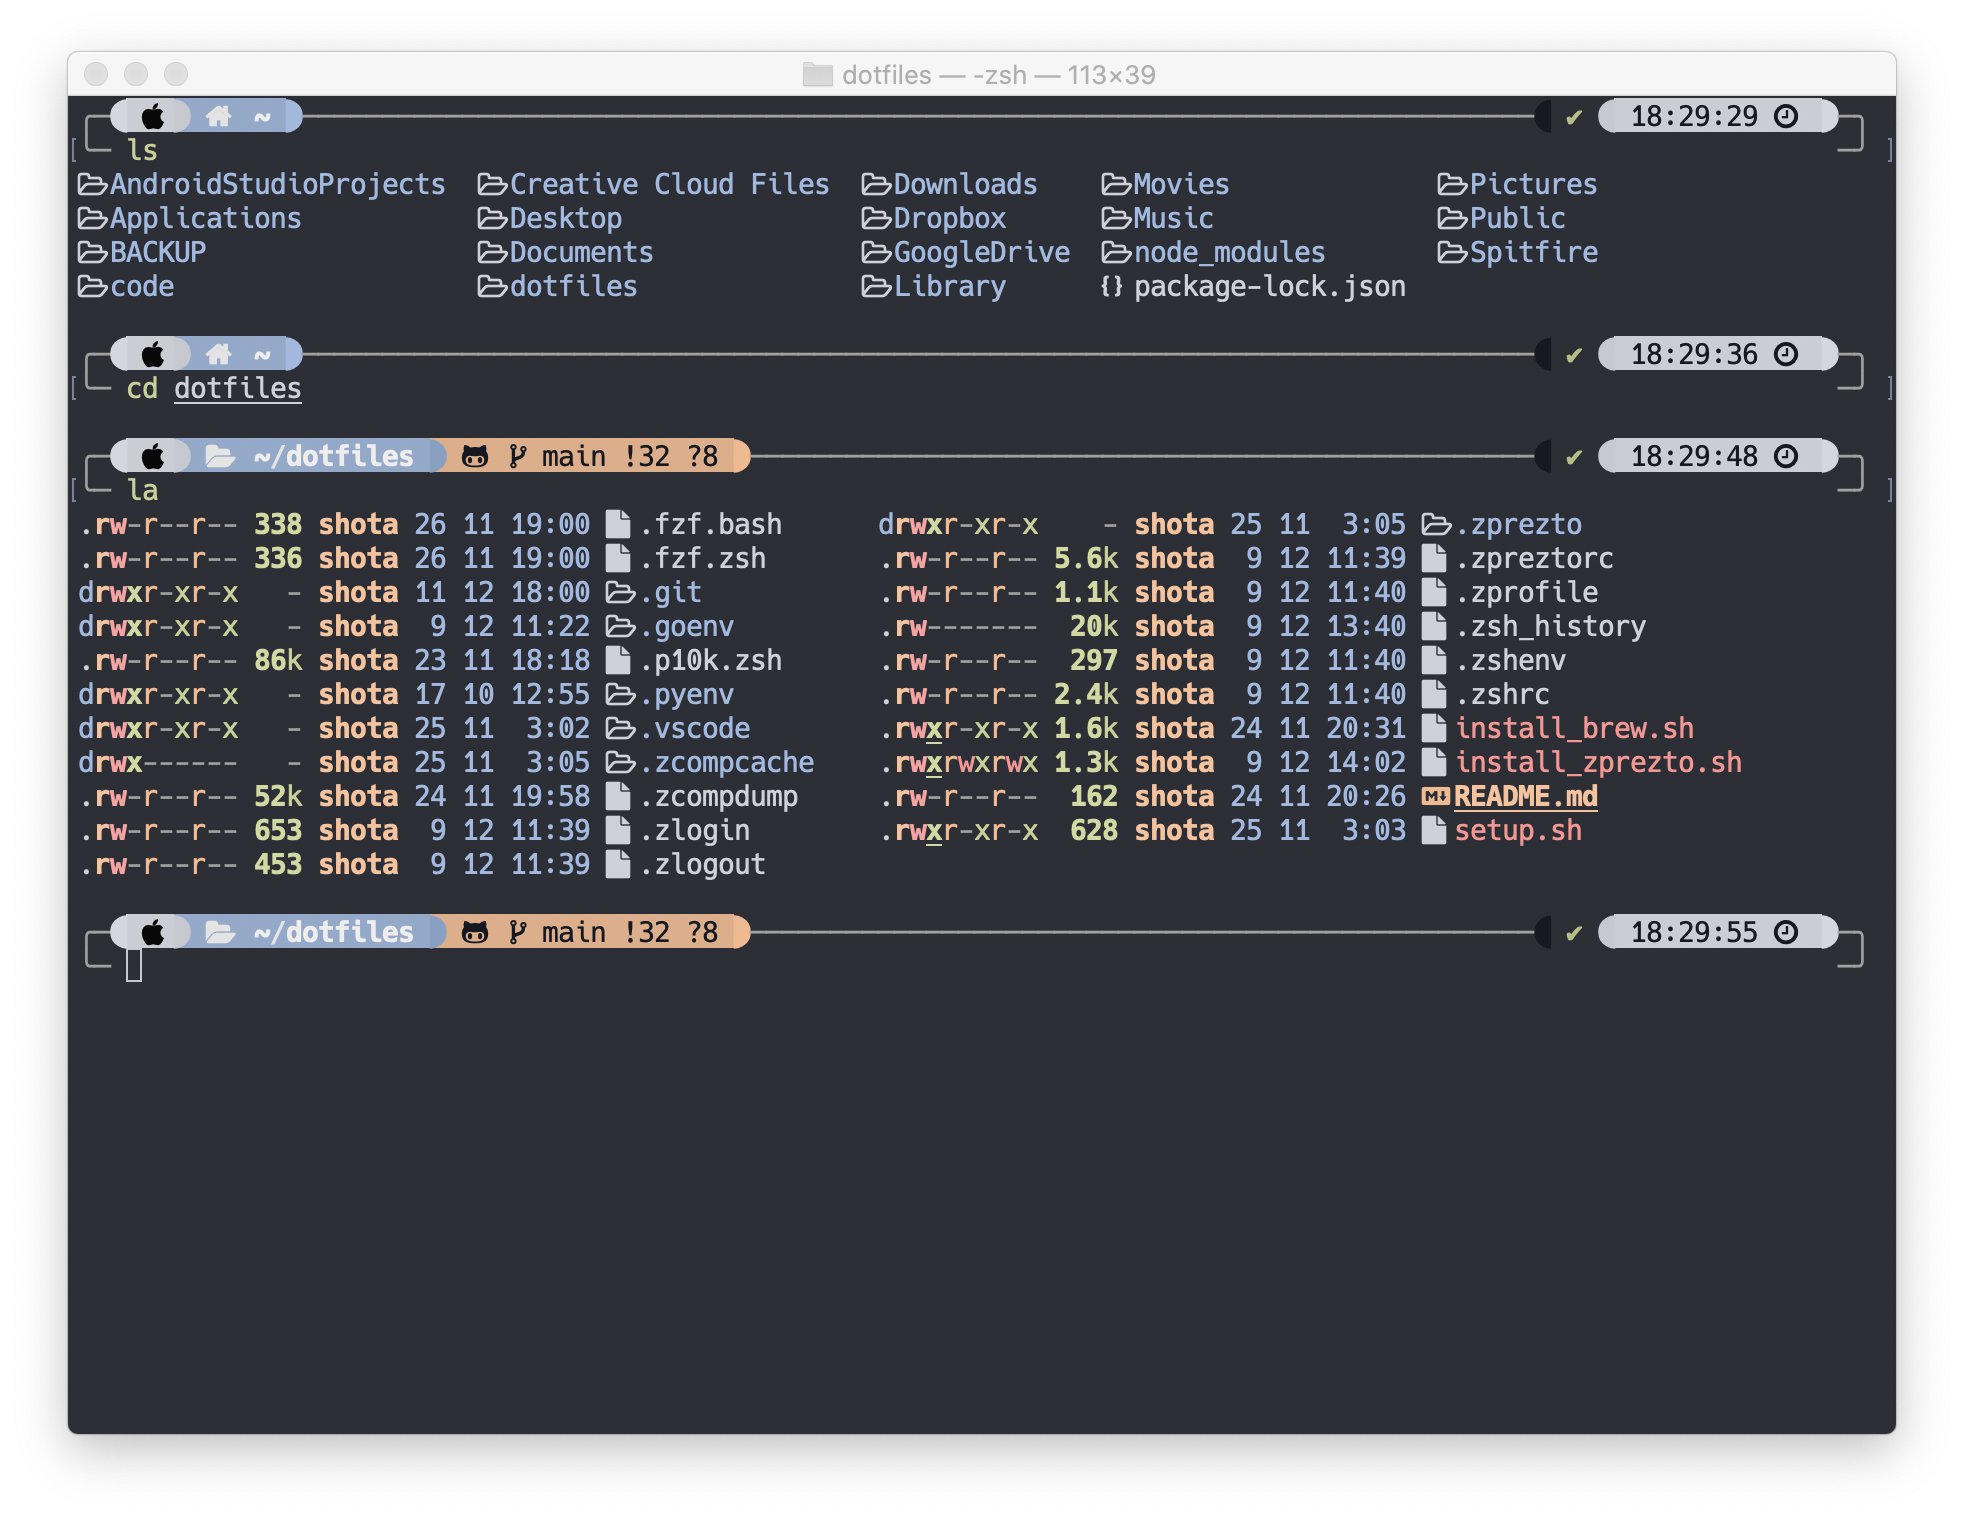 dotfiles — -zsh — 113×39
~ ✔ 18:29:29
ls
AndroidStudioProjects Creative Cloud Files Downloads Movies Pictures
Applications Desktop Dropbox Music Public
BACKUP Documents GoogleDrive node_modules Spitfire
code dotfiles Library {} package-lock.json
~ ✔ 18:29:36
cd dotfiles
~/dotfiles main !32 ?8 ✔ 18:29:48
la
.rw-r--r-- 338 shota 26 11 19:00 .fzf.bash drwxr-xr-x - shota 25 11 3:05 .zprezto
.rw-r--r-- 336 shota 26 11 19:00 .fzf.zsh .rw-r--r-- 5.6k shota 9 12 11:39 .zpreztorc
drwxr-xr-x - shota 11 12 18:00 .git .rw-r--r-- 1.1k shota 9 12 11:40 .zprofile
drwxr-xr-x - shota 9 12 11:22 .goenv .rw------- 20k shota 9 12 13:40 .zsh_history
.rw-r--r-- 86k shota 23 11 18:18 .p10k.zsh .rw-r--r-- 297 shota 9 12 11:40 .zshenv
drwxr-xr-x - shota 17 10 12:55 .pyenv .rw-r--r-- 2.4k shota 9 12 11:40 .zshrc
drwxr-xr-x - shota 25 11 3:02 .vscode .rwxr-xr-x 1.6k shota 24 11 20:31 install_brew.sh
drwx------ - shota 25 11 3:05 .zcompcache .rwxrwxrwx 1.3k shota 9 12 14:02 install_zprezto.sh
.rw-r--r-- 52k shota 24 11 19:58 .zcompdump .rw-r--r-- 162 shota 24 11 20:26 README.md
.rw-r--r-- 653 shota 9 12 11:39 .zlogin .rwxr-xr-x 628 shota 25 11 3:03 setup.sh
.rw-r--r-- 453 shota 9 12 11:39 .zlogout
~/dotfiles main !32 ?8 ✔ 18:29:55